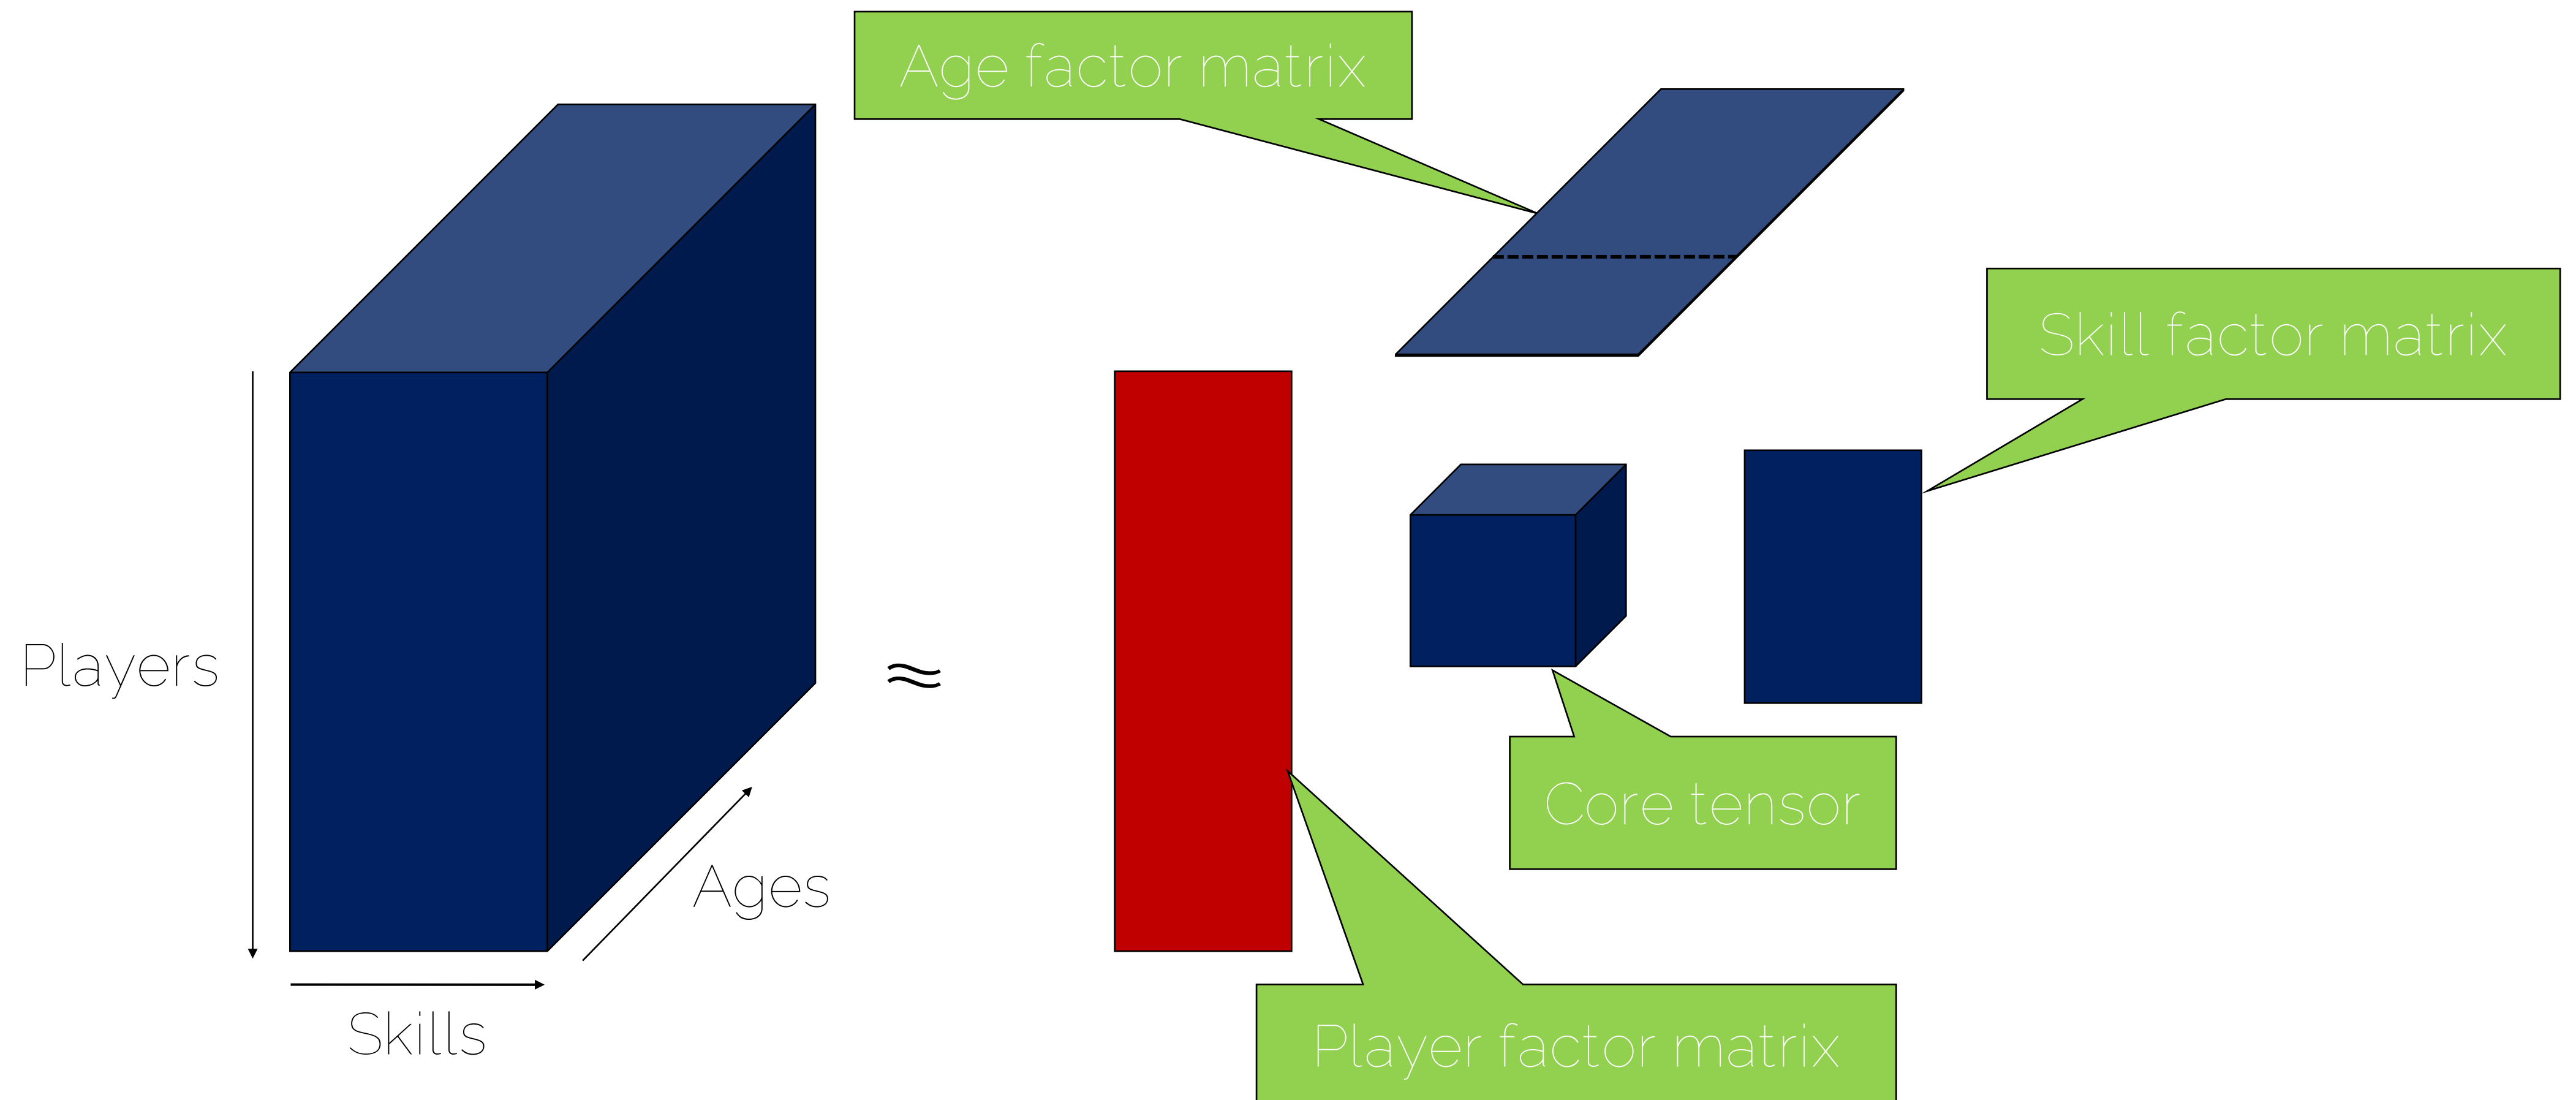 Age factor matrix
Skill factor matrix
Players
≈
Core tensor
Ages
Skills
Player factor matrix